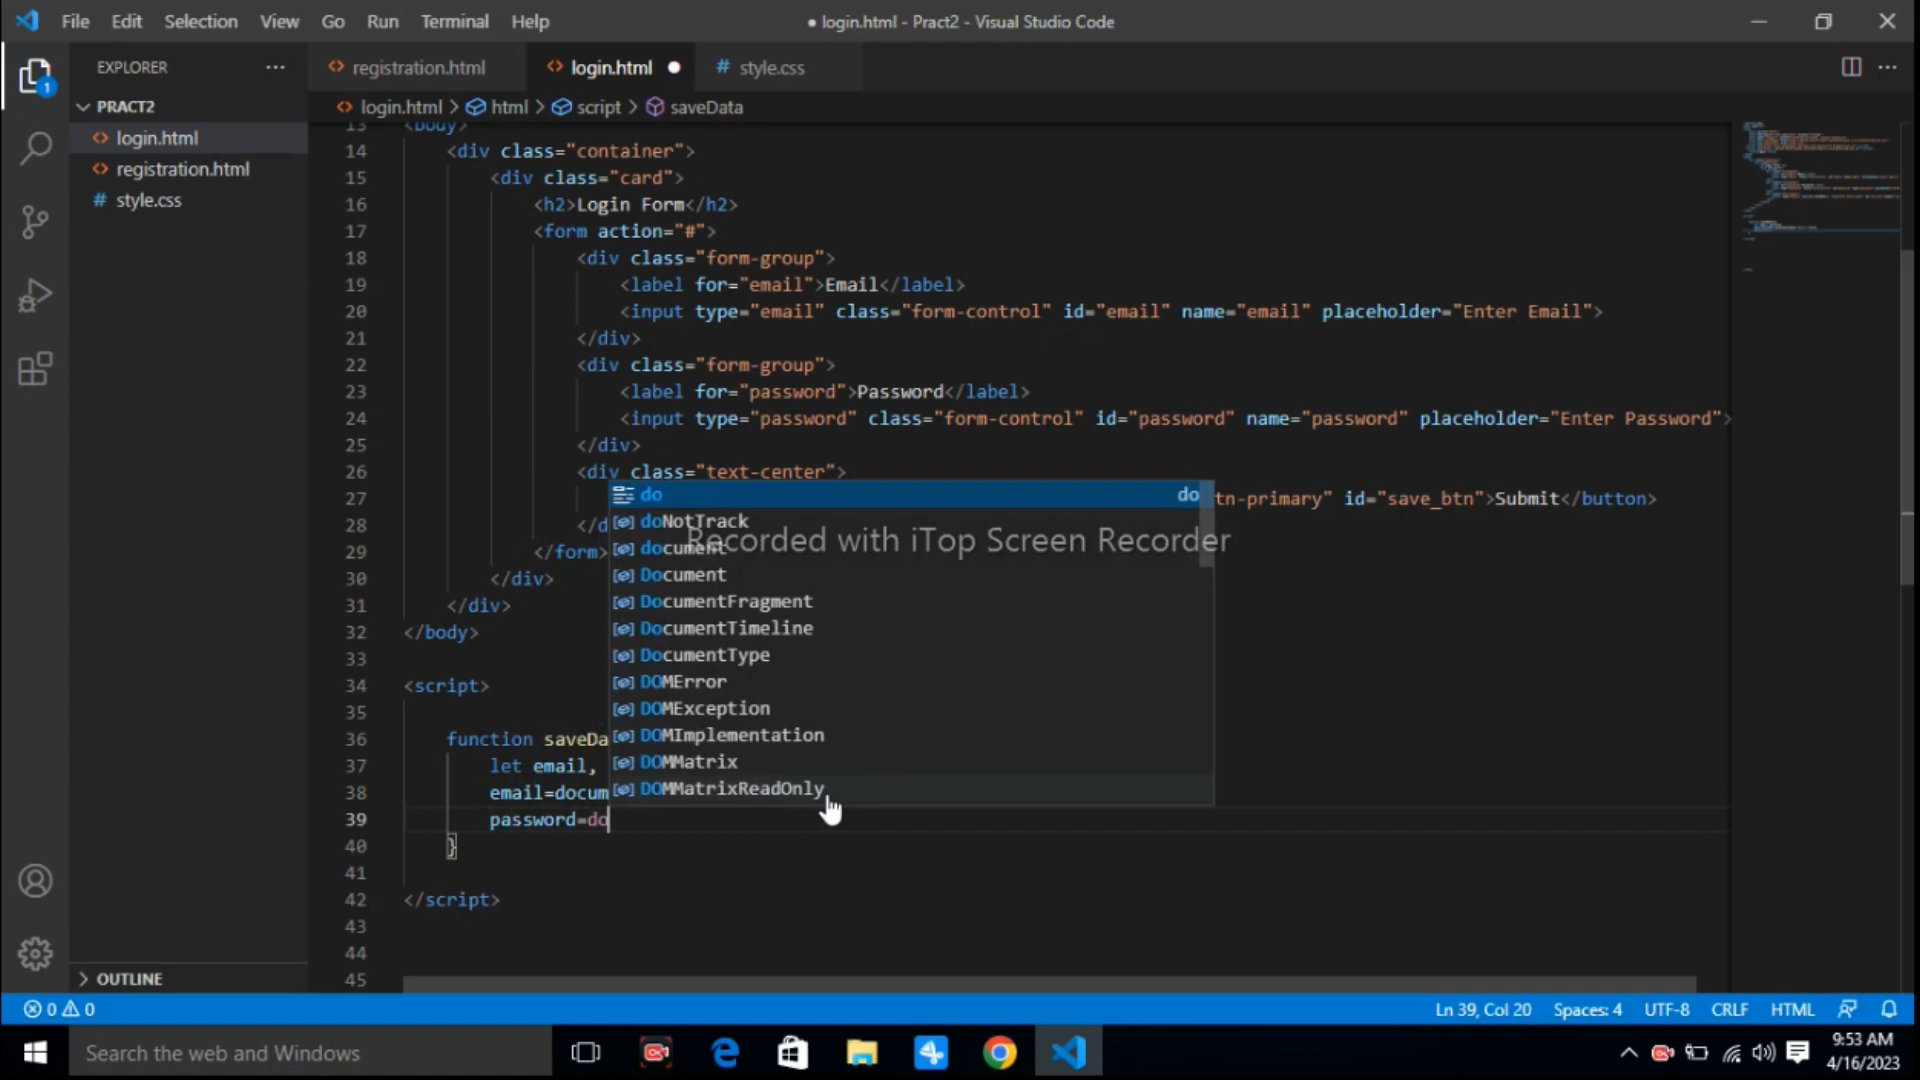 File Edit Selection View Go Run Terminal Help
● login.html - Pract2 - Visual Studio Code
EXPLORER
registration.html
login.html
# style.css
PRACT2
login.html > html > script > saveData
login.html
registration.html
# style.css
1
13 <body>
14 <div class="container">
15 <div class="card">
16 <h2>Login Form</h2>
17 <form action="#">
18 <div class="form-group">
19 <label for="email">Email</label>
20 <input type="email" class="form-control" id="email" name="email" placeholder="Enter Email">
21 </div>
22 <div class="form-group">
23 <label for="password">Password</label>
24 <input type="password" class="form-control" id="password" name="password" placeholder="Enter Password">
25 </div>
26 <div class="text-center">
27 tn-primary" id="save_btn">Submit</button>
28 </d
29 </form>
30 </div>
31 </div>
32 </body>
33
34 <script>
35
36 function saveDa
37 let email,
38 email=docum
39 password=do
40 }
41
42 </script>
43
44
45
do do
doNotTrack
document
Document
DocumentFragment
DocumentTimeline
DocumentType
DOMError
DOMException
DOMImplementation
DOMMatrix
DOMMatrixReadOnly
Recorded with iTop Screen Recorder
OUTLINE
0 0
Ln 39, Col 20 Spaces: 4 UTF-8 CRLF HTML
Search the web and Windows
9:53 AM
4/16/2023